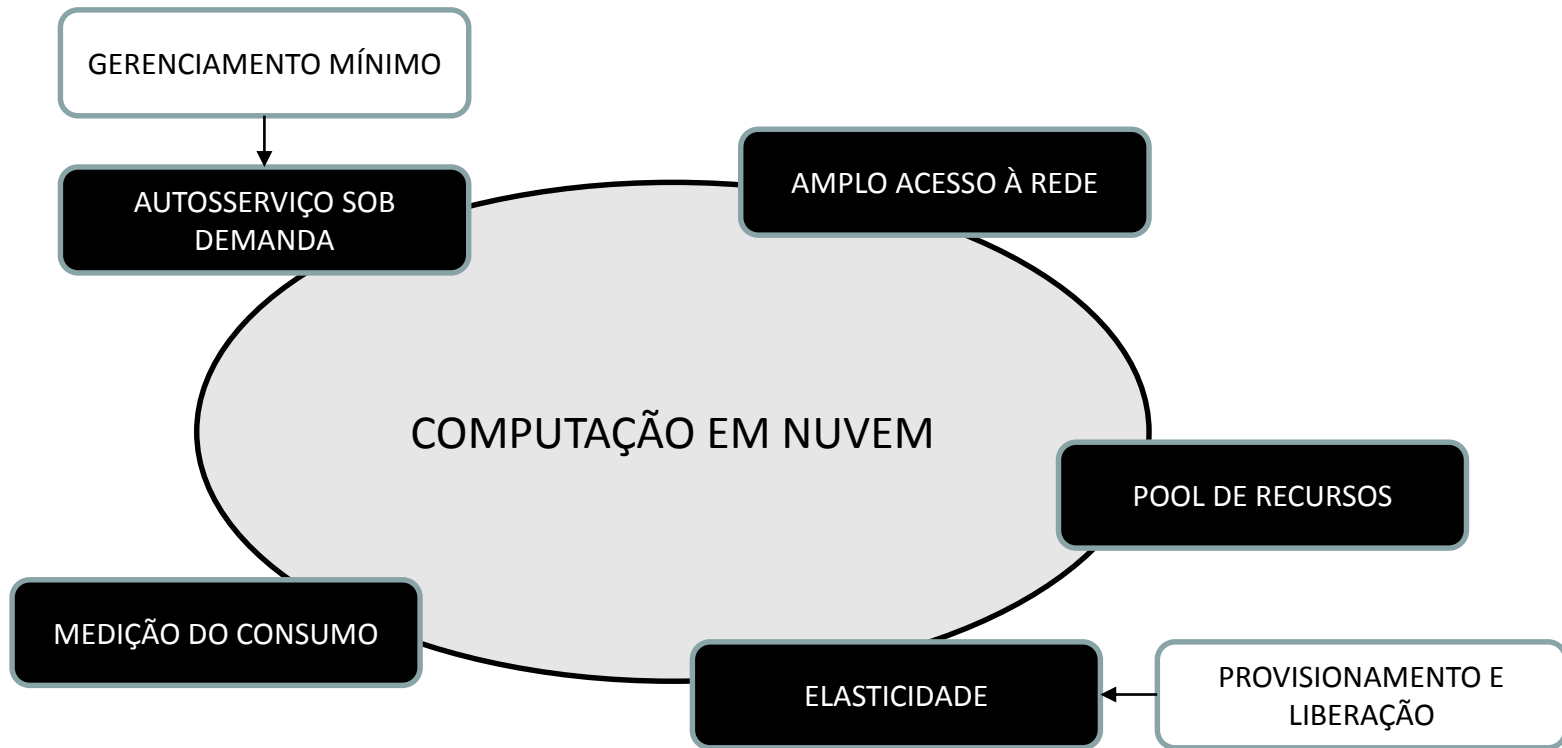 GERENCIAMENTO MÍNIMO
AUTOSSERVIÇO SOB
DEMANDA
AMPLO ACESSO À REDE
COMPUTAÇÃO EM NUVEM
POOL DE RECURSOS
MEDIÇÃO DO CONSUMO
ELASTICIDADE
PROVISIONAMENTO E
LIBERAÇÃO